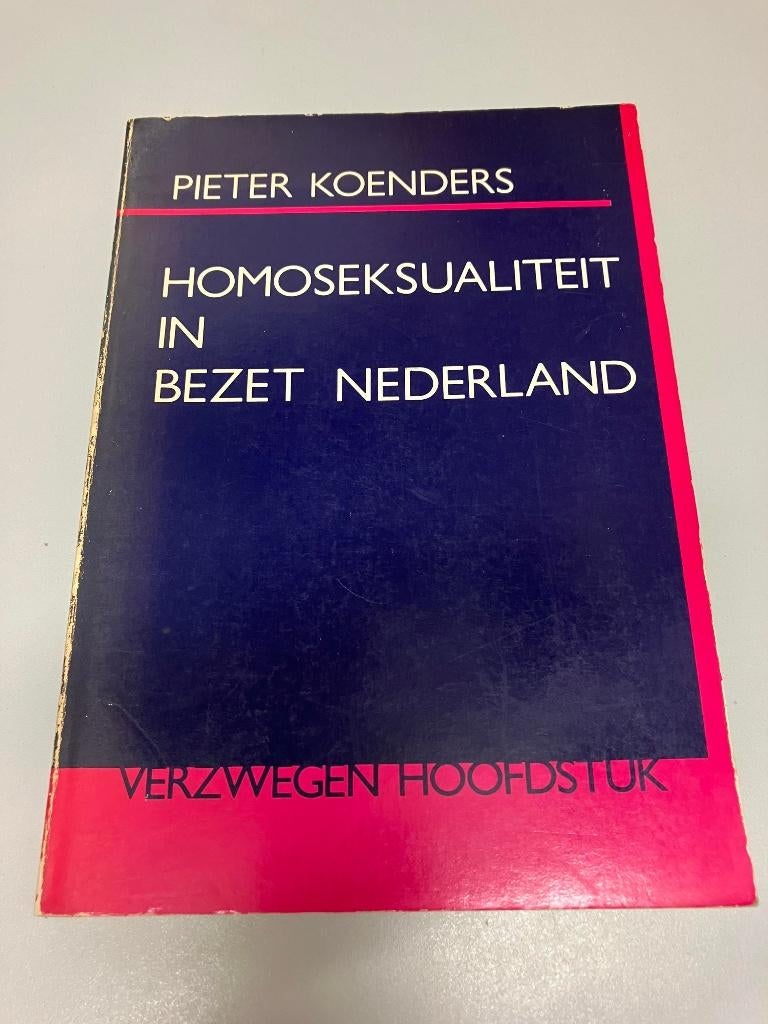 PIETER KOENDERS
HOMOSEKSUALITEIT
IN
BEZET NEDERLAND
VERZWEGEN HOOFDSTUK